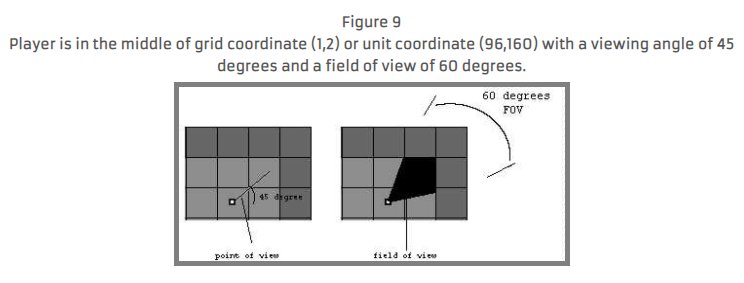 Figure 9
Player is in the middle of grid coordinate (1,2) or unit coordinate (96,160) with a viewing angle of 45
degrees and a field of view of 60 degrees.
60 degrees
FOV
45 degree
point of view
field of view